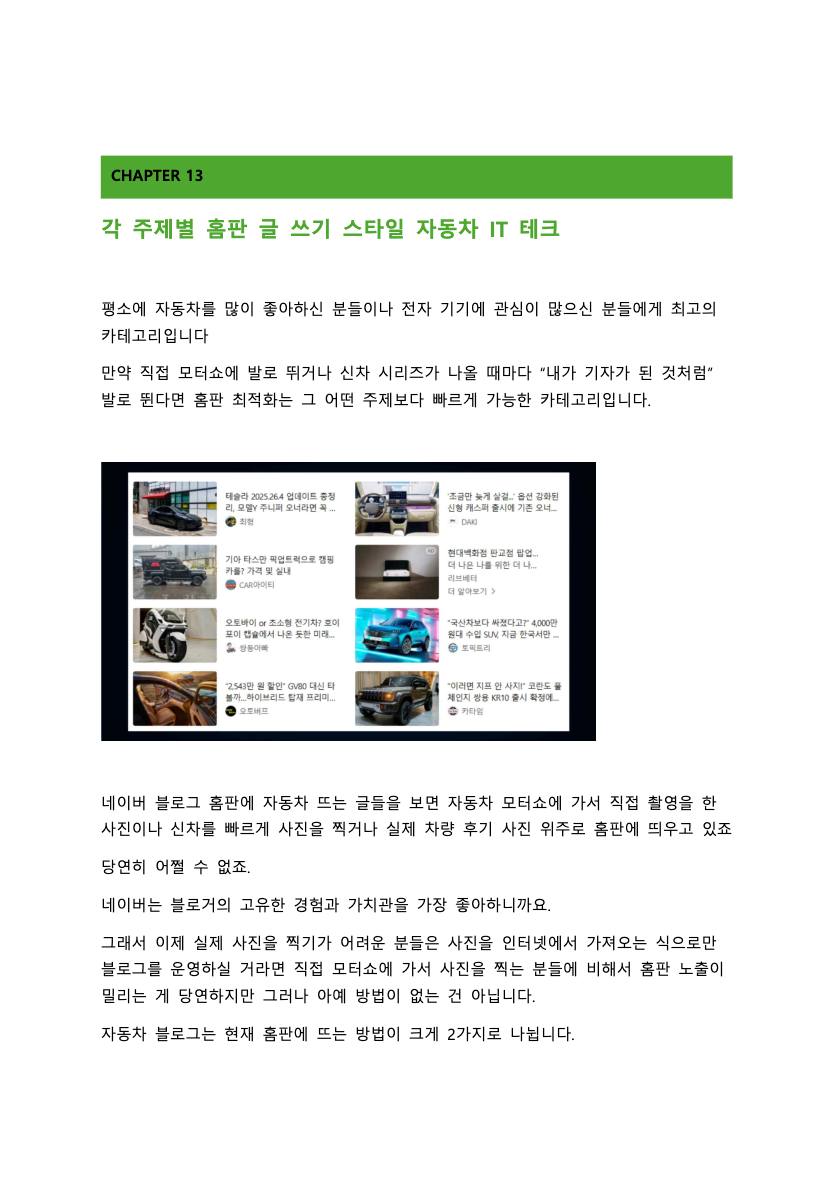 CHAPTER 13
각 주제별 홈판 글 쓰기 스타일 자동차 IT 테크
평소에 자동차를 많이 좋아하신 분들이나 전자 기기에 관심이 많으신 분들에게 최고의
카테고리입니다
만약 직접 모터쇼에 발로 뛰거나 신차 시리즈가 나올 때마다 “내가 기자가 된 것처럼”
발로 뛴다면 홈판 최적화는 그 어떤 주제보다 빠르게 가능한 카테고리입니다.
테슬라 2025.26.4 업데이트 총정
리, 모델Y 주니퍼 오너라면 꼭 ...
최형
'조금만 늦게 살걸...' 옵션 강화된
신형 캐스퍼 출시에 기존 오너...
DAKI
기아 타스만 픽업트럭으로 캠핑
카를? 가격 및 실내
CAR아이티
현대백화점 판교점 팝업...
더 나은 나를 위한 더 나...
리브베터
더 알아보기 >
오토바이 or 초소형 전기차? 호이
포이 캡슐에서 나온 듯한 미래...
쌍둥아빠
"국산차보다 싸졌다고?" 4,000만
원대 수입 SUV, 지금 한국서만 ...
토픽트리
"2,543만 원 할인" GV80 대신 타
볼까...하이브리드 탑재 프리미...
오토버프
"이러면 지프 안 사지!" 코란도 풀
체인지 쌍용 KR10 출시 확정에...
카타임
네이버 블로그 홈판에 자동차 뜨는 글들을 보면 자동차 모터쇼에 가서 직접 촬영을 한
사진이나 신차를 빠르게 사진을 찍거나 실제 차량 후기 사진 위주로 홈판에 띄우고 있죠
당연히 어쩔 수 없죠.
네이버는 블로거의 고유한 경험과 가치관을 가장 좋아하니까요.
그래서 이제 실제 사진을 찍기가 어려운 분들은 사진을 인터넷에서 가져오는 식으로만
블로그를 운영하실 거라면 직접 모터쇼에 가서 사진을 찍는 분들에 비해서 홈판 노출이
밀리는 게 당연하지만 그러나 아예 방법이 없는 건 아닙니다.
자동차 블로그는 현재 홈판에 뜨는 방법이 크게 2가지로 나뉩니다.